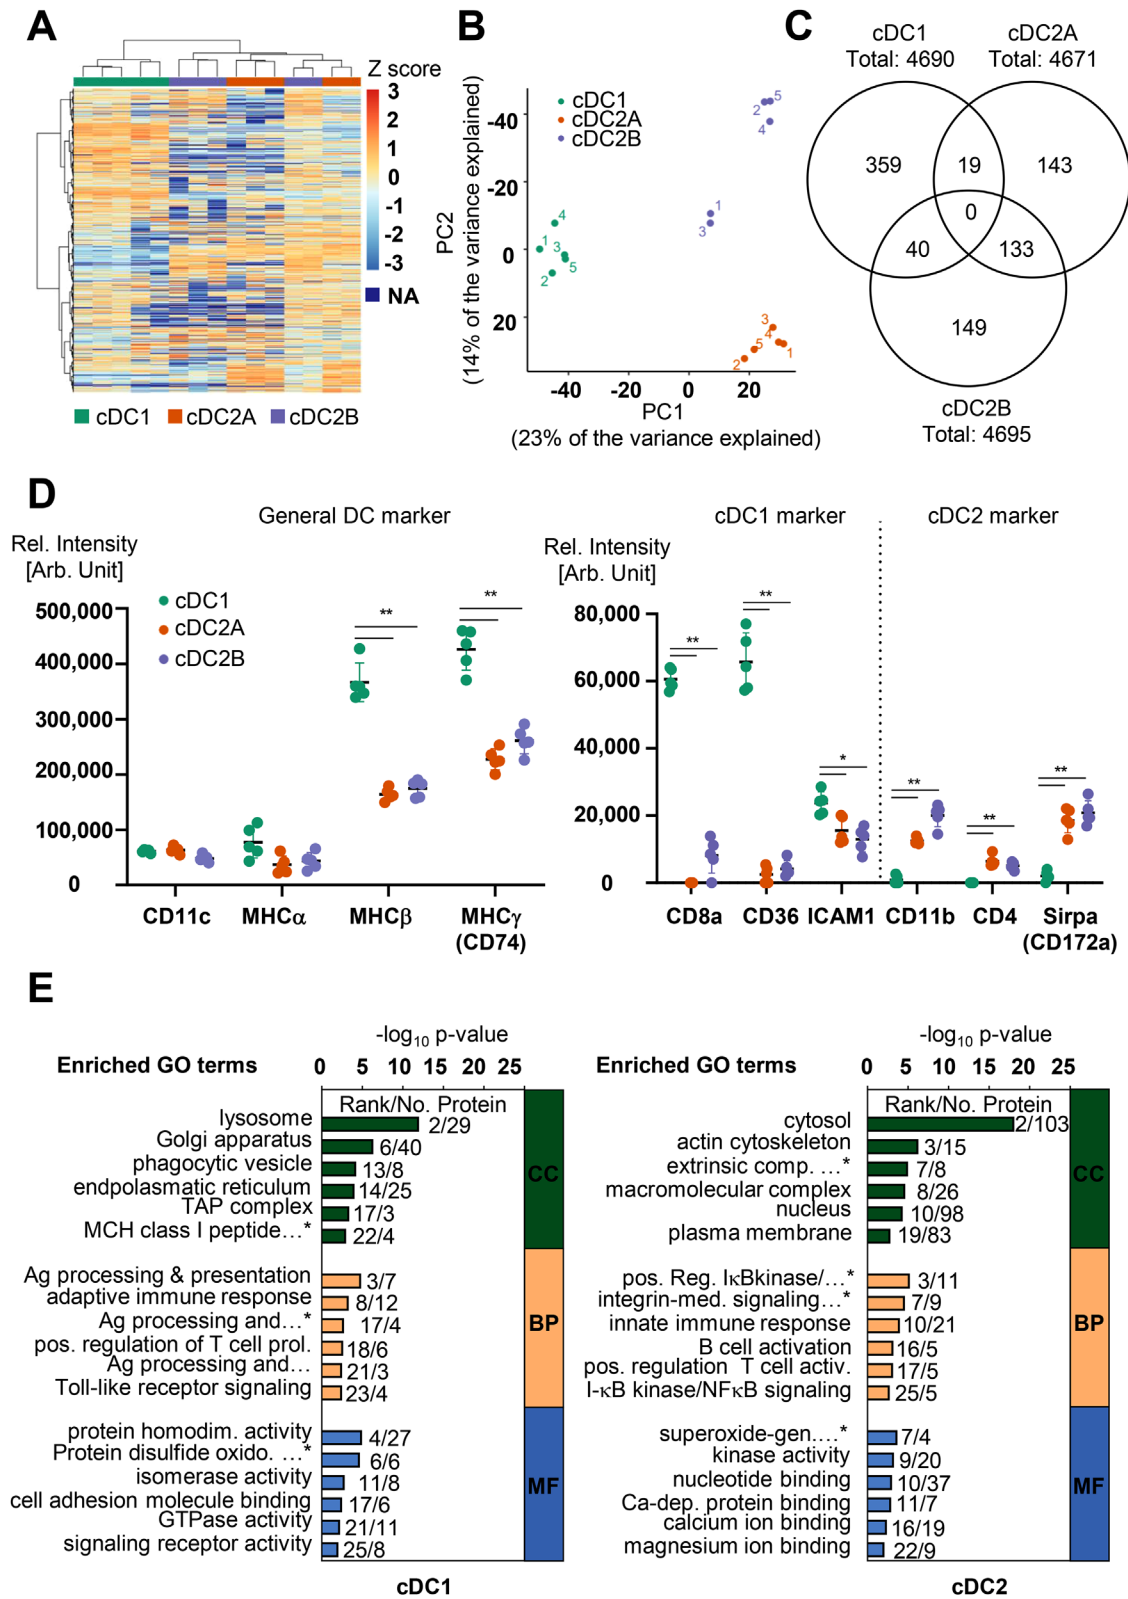 A
Z score
3
2
1
0
-1
-2
-3
NA
cDC1 cDC2A cDC2B
B
cDC1
cDC2A
cDC2B
PC2
(14% of the variance explained)
-40
-20
0
20
5
2
4
1
3
4
1
3
5
2
3
4
5
1
2
-40 -20 0 20
PC1
(23% of the variance explained)
C
cDC1
Total: 4690
cDC2A
Total: 4671
359
19
143
0
40
133
149
cDC2B
Total: 4695
D
General DC marker
Rel. Intensity
[Arb. Unit]
cDC1
cDC2A
cDC2B
500,000
400,000
300,000
200,000
100,000
0
**
**
CD11c MHCα MHCβ MHCγ
(CD74)
cDC1 marker
cDC2 marker
Rel. Intensity
[Arb. Unit]
80,000
60,000
40,000
20,000
0
**
**
*
**
**
**
CD8a CD36 ICAM1 CD11b CD4 Sirpa
(CD172a)
E
-log10 p-value
Enriched GO terms
0 5 10 15 20 25
Rank/No. Protein
lysosome 2/29
Golgi apparatus 6/40
phagocytic vesicle 13/8
endpolasmatic reticulum 14/25
TAP complex 17/3
MCH class I peptide…* 22/4
CC
Ag processing & presentation 3/7
adaptive immune response 8/12
Ag processing and…* 17/4
pos. regulation of T cell prol. 18/6
Ag processing and… 21/3
Toll-like receptor signaling 23/4
BP
protein homodim. activity 4/27
Protein disulfide oxido. …* 6/6
isomerase activity 11/8
cell adhesion molecule binding 17/6
GTPase activity 21/11
signaling receptor activity 25/8
MF
cDC1
-log10 p-value
Enriched GO terms
0 5 10 15 20 25
Rank/No. Protein
cytosol 2/103
actin cytoskeleton 3/15
extrinsic comp. …* 7/8
macromolecular complex 8/26
nucleus 10/98
plasma membrane 19/83
CC
pos. Reg. IκBkinase/…* 3/11
integrin-med. signaling…* 7/9
innate immune response 10/21
B cell activation 16/5
pos. regulation T cell activ. 17/5
I-κB kinase/NFκB signaling 25/5
BP
superoxide-gen.…* 7/4
kinase activity 9/20
nucleotide binding 10/37
Ca-dep. protein binding 11/7
calcium ion binding 16/19
magnesium ion binding 22/9
MF
cDC2